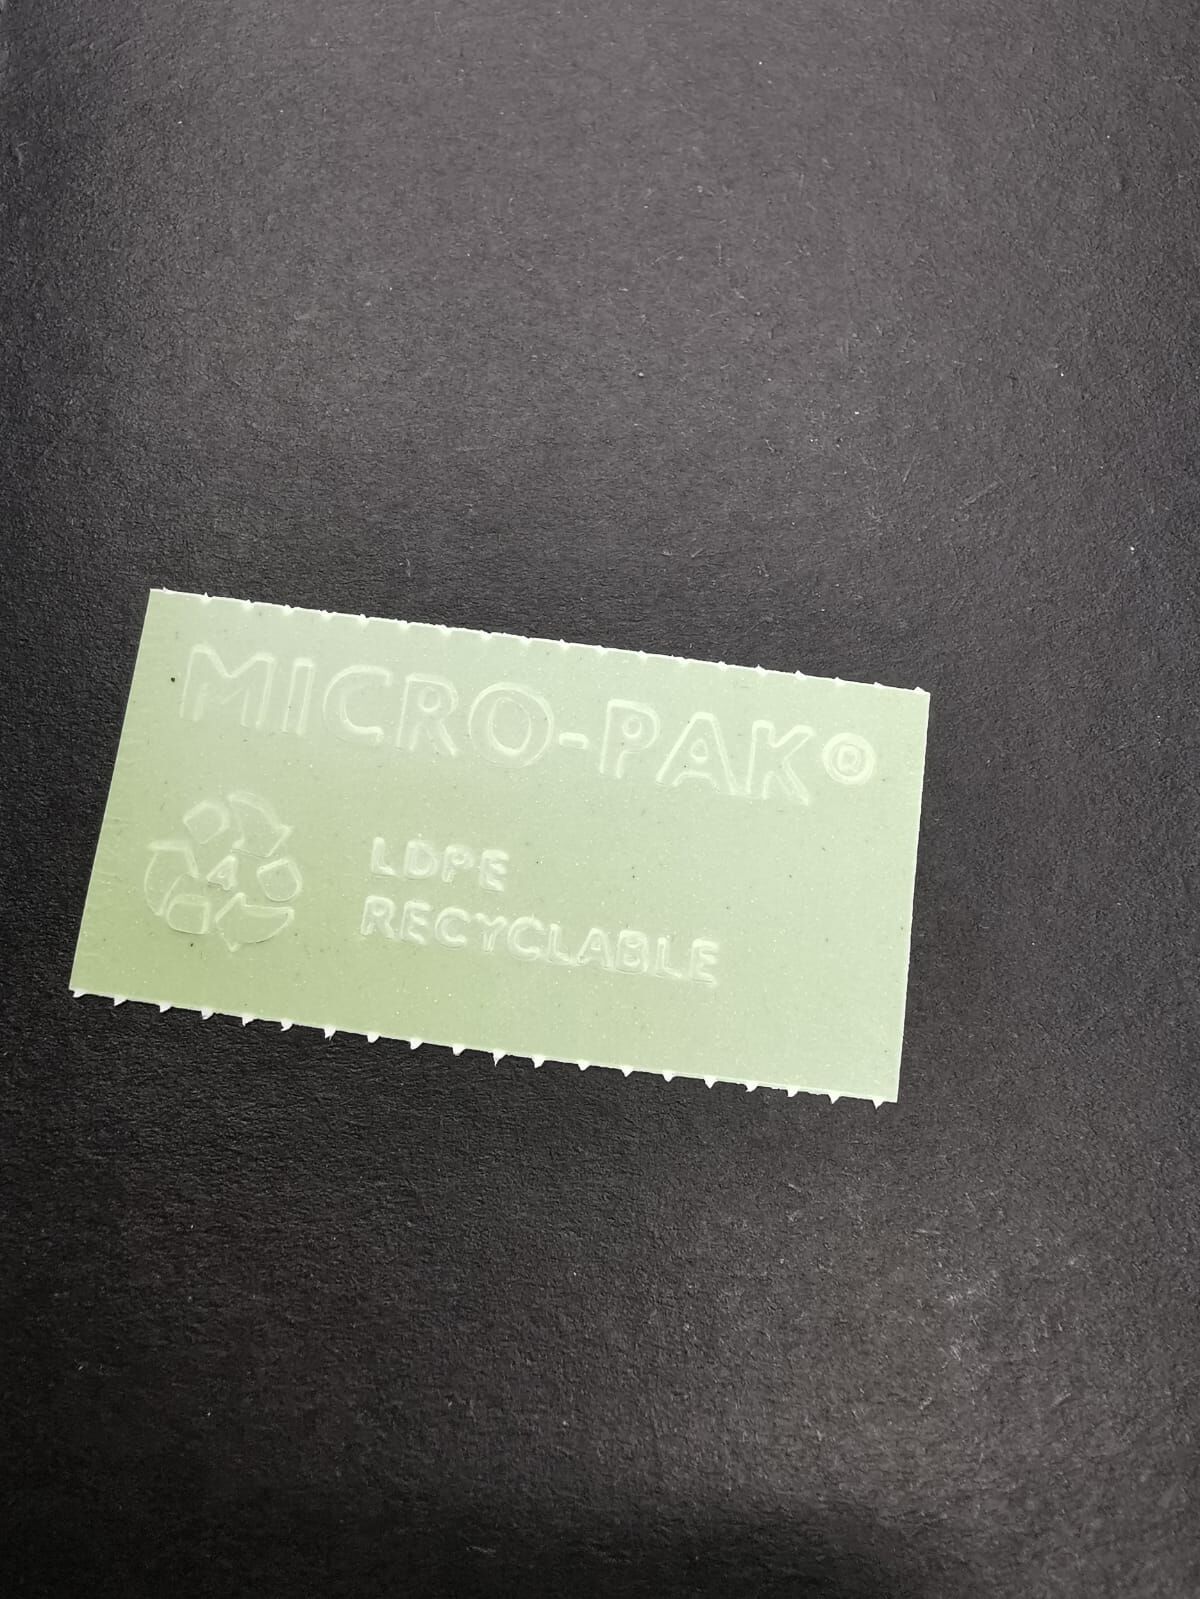 MICRO-PAK®
4
LDPE
RECYCLABLE